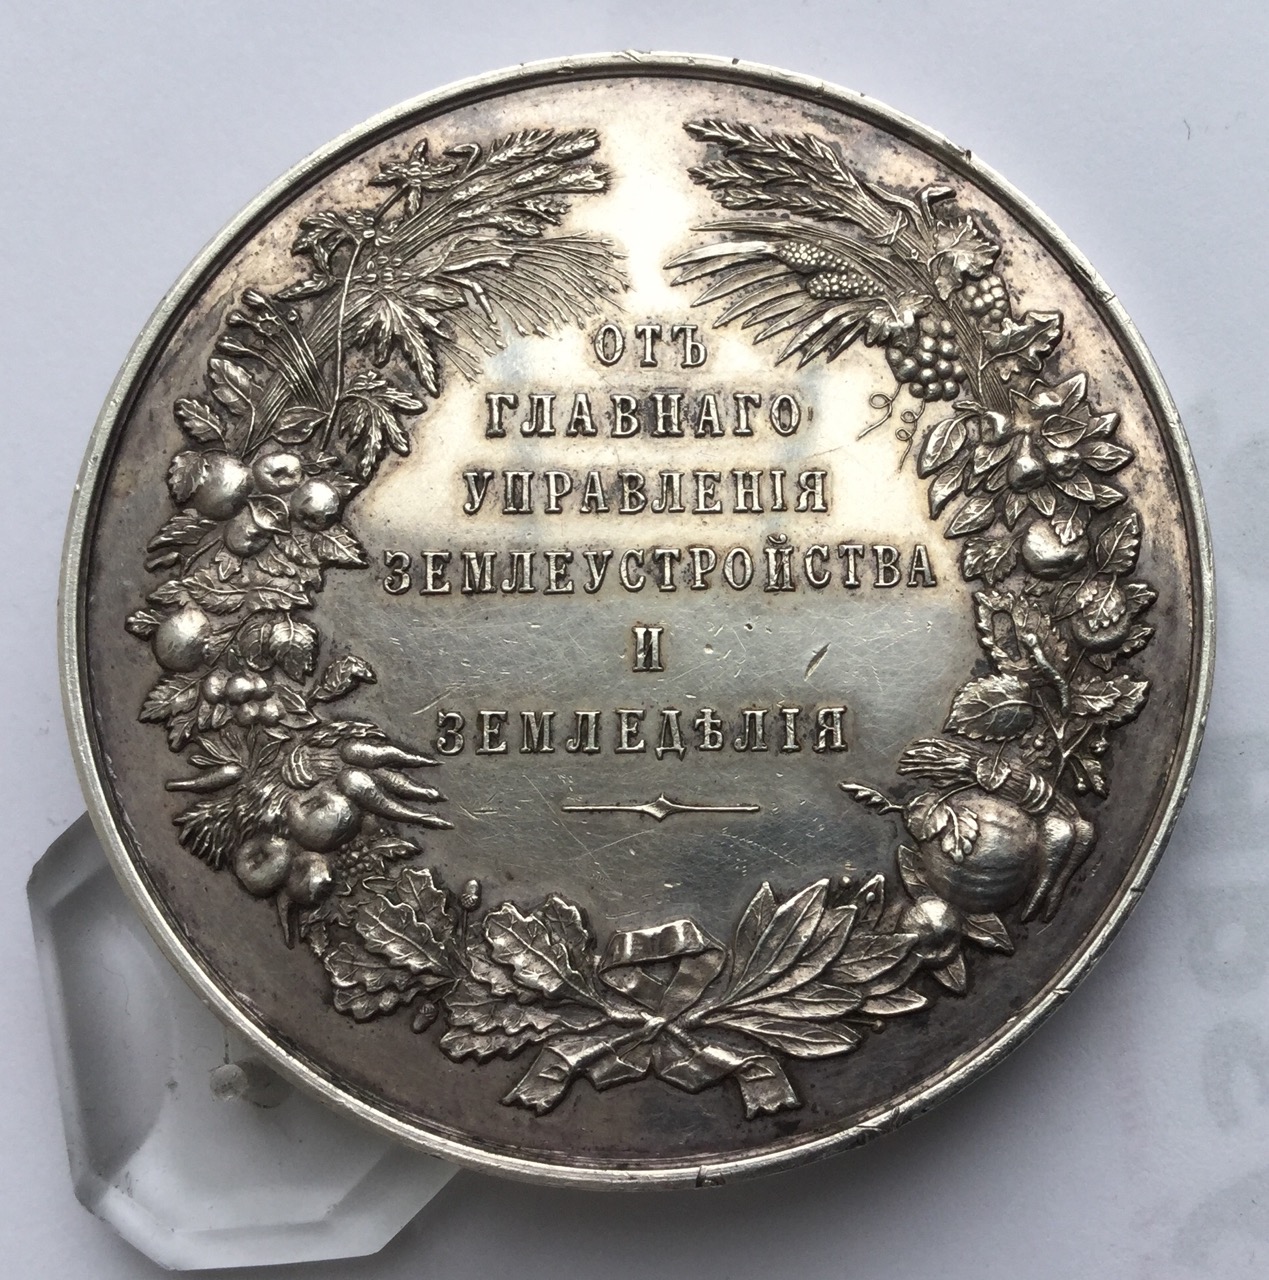 ОТЪ
ГЛАВНАГО
УПРАВЛЕНІЯ
ЗЕМЛЕУСТРОЙСТВА
И
ЗЕМЛЕДѢЛІЯ